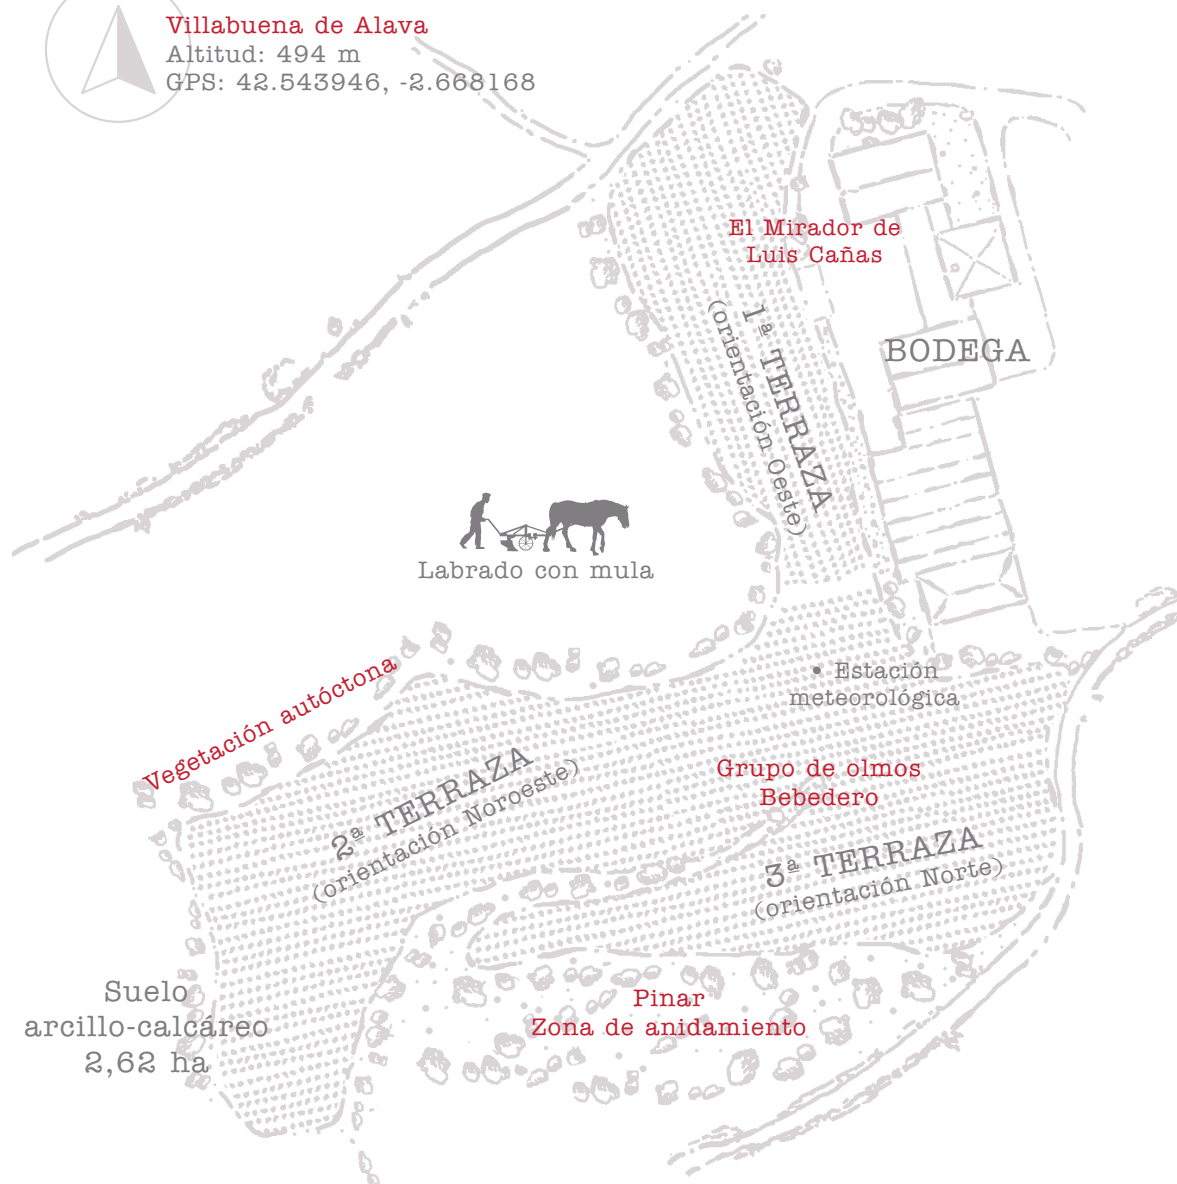 Villabuena de Alava
Altitud: 494 m
GPS: 42.543946, -2.668168
El Mirador de
Luis Cañas
1ª TERRAZA
(orientación Oeste)
BODEGA
Labrado con mula
Vegetación autóctona
• Estación
meteorológica
2ª TERRAZA
(orientación Noroeste)
Grupo de olmos
Bebedero
3ª TERRAZA
(orientación Norte)
Suelo
arcillo-calcáreo
2,62 ha
Pinar
Zona de anidamiento